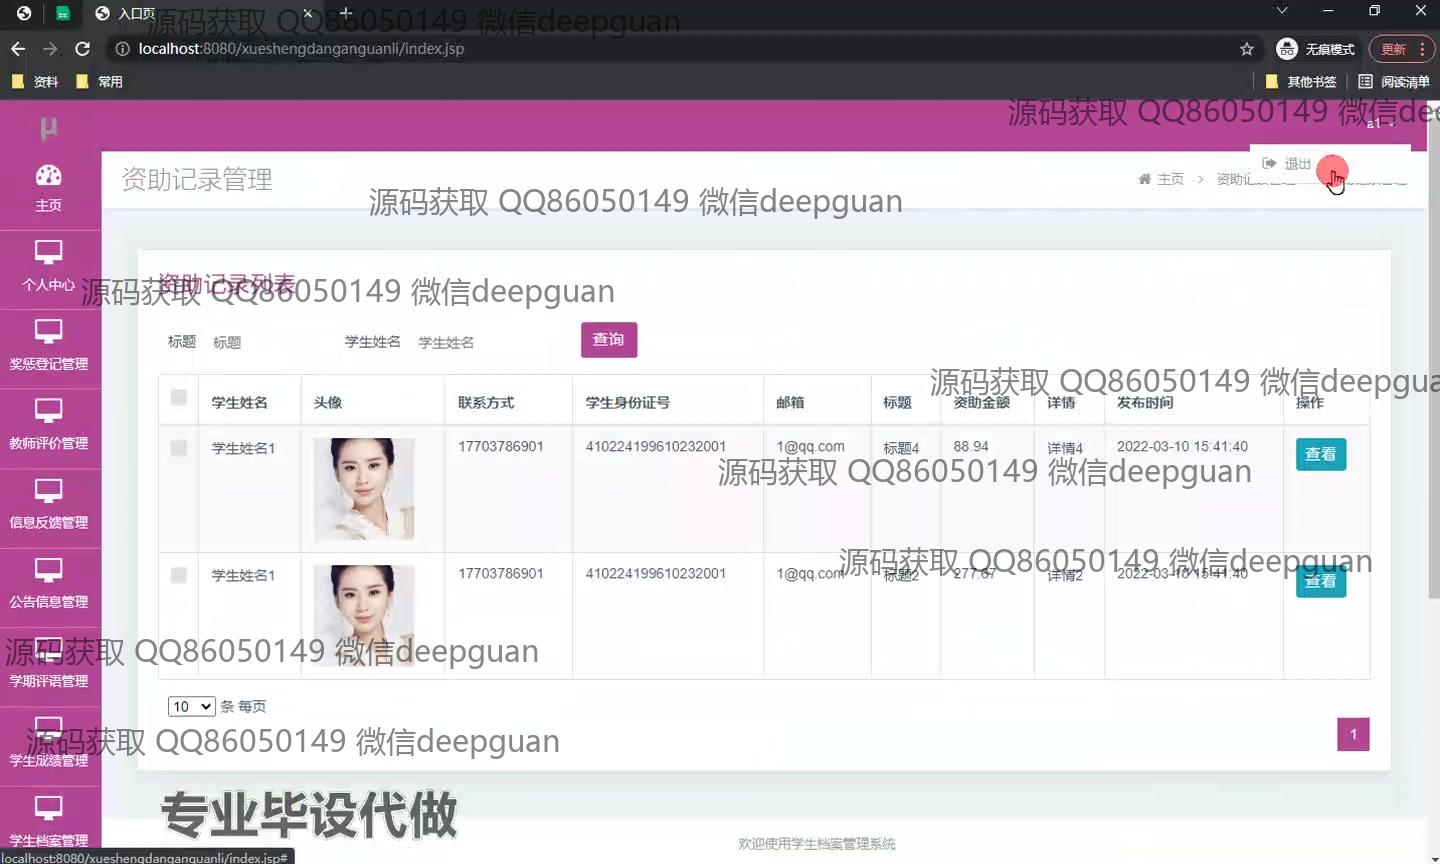 入口页
源码获取 QQ86050149 微信deepguan
localhost:8080/xueshengdanganguanli/index.jsp
无痕模式
更新
资料
常用
其他书签
阅读清单
源码获取 QQ86050149 微信dee
a1
μ
主页
资助记录管理
退出
主页
资助记
源码获取 QQ86050149 微信deepguan
个人中心
资助记录列表
源码获取 QQ86050149 微信deepguan
标题 标题 学生姓名 学生姓名 查询
奖惩登记管理
源码获取 QQ86050149 微信deepgua
学生姓名 头像 联系方式 学生身份证号 邮箱 标题 资助金额 详情 发布时间 操作
教师评价管理
学生姓名1 17703786901 410224199610232001 1@qq.com 标题4 88.94 详情4 2022-03-10 15:41:40 查看
源码获取 QQ86050149 微信deepguan
信息反馈管理
源码获取 QQ86050149 微信deepguan
学生姓名1 17703786901 410224199610232001 1@qq.com 标题2 277.67 详情2 2022-03-10 15:41:40 查看
公告信息管理
源码获取 QQ86050149 微信deepguan
学期评语管理
10 条 每页
源码获取 QQ86050149 微信deepguan
1
学生成绩管理
专业毕设代做
学生档案管理
欢迎使用学生档案管理系统
localhost:8080/xueshengdanganguanli/index.jsp#